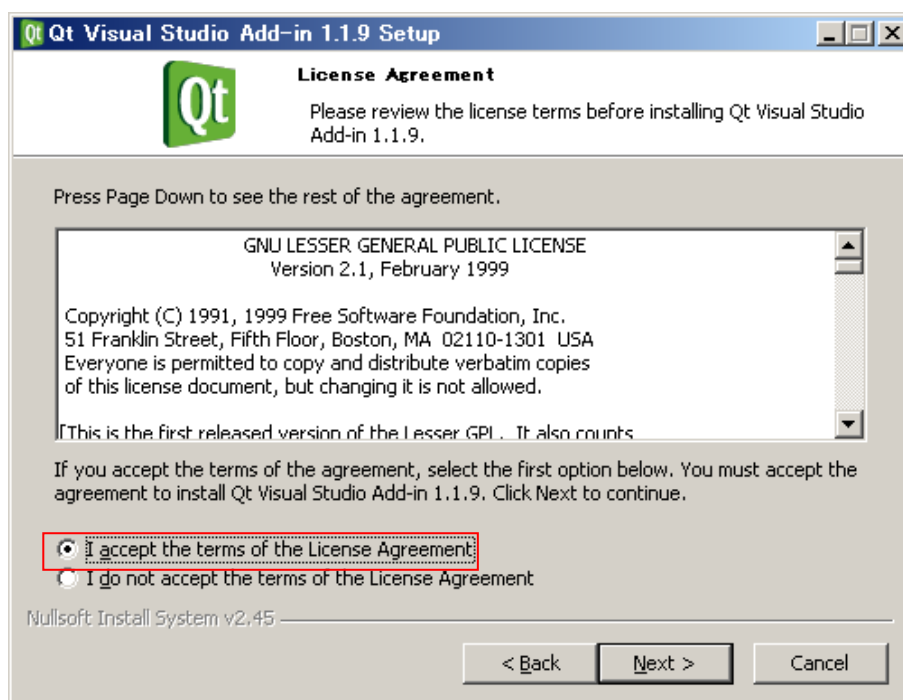 Qt Qt Visual Studio Add-in 1.1.9 Setup
Qt
License Agreement
Please review the license terms before installing Qt Visual Studio
Add-in 1.1.9.
Press Page Down to see the rest of the agreement.
GNU LESSER GENERAL PUBLIC LICENSE
Version 2.1, February 1999
Copyright (C) 1991, 1999 Free Software Foundation, Inc.
51 Franklin Street, Fifth Floor, Boston, MA  02110-1301  USA
Everyone is permitted to copy and distribute verbatim copies
of this license document, but changing it is not allowed.
[This is the first released version of the Lesser GPL.  It also counts
If you accept the terms of the agreement, select the first option below. You must accept the
agreement to install Qt Visual Studio Add-in 1.1.9. Click Next to continue.
I accept the terms of the License Agreement
I do not accept the terms of the License Agreement
Nullsoft Install System v2.45
< Back Next > Cancel